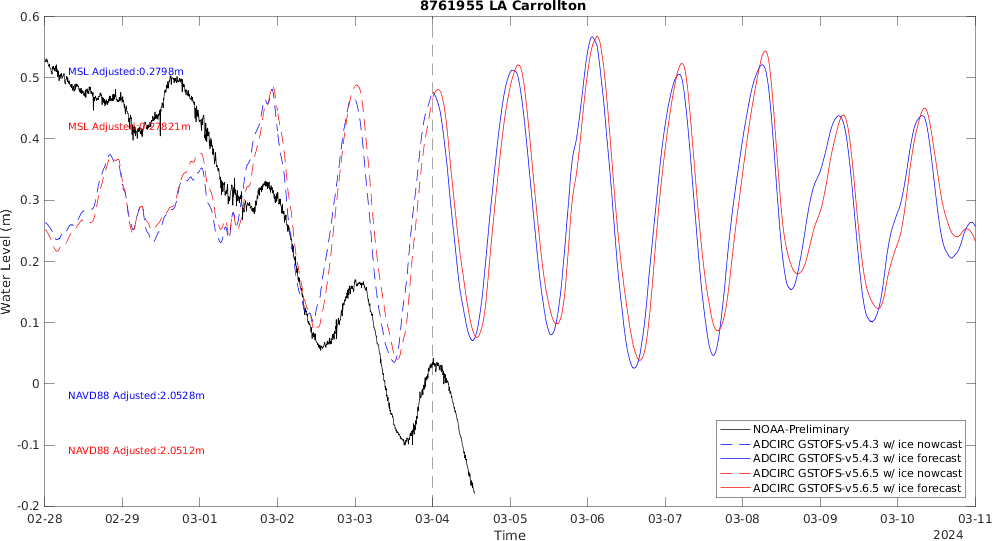 8761955 LA Carrollton
0.6
0.5
0.4
0.3
0.2
0.1
0
-0.1
-0.2
Water Level (m)
MSL Adjusted:0.2798m
MSL Adjusted:0.27821m
NAVD88 Adjusted:2.0528m
NAVD88 Adjusted:2.0512m
NOAA-Preliminary
ADCIRC GSTOFS-v5.4.3 w/ ice nowcast
ADCIRC GSTOFS-v5.4.3 w/ ice forecast
ADCIRC GSTOFS-v5.6.5 w/ ice nowcast
ADCIRC GSTOFS-v5.6.5 w/ ice forecast
02-28 02-29 03-01 03-02 03-03 03-04 03-05 03-06 03-07 03-08 03-09 03-10 03-11
Time
2024